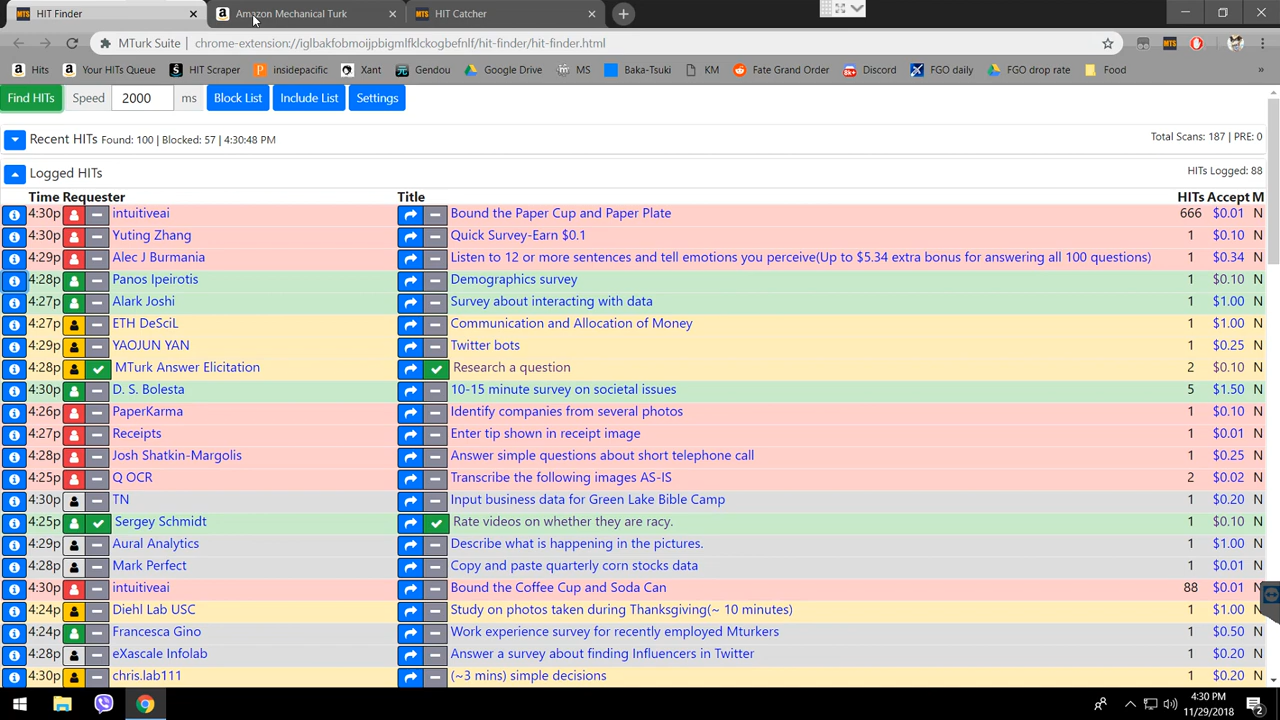 HIT Finder
Amazon Mechanical Turk
HIT Catcher
MTurk Suite
chrome-extension://iglbakfobmoijpbigmlfklckogbefnlf/hit-finder/hit-finder.html
Hits
Your HITs Queue
HIT Scraper
insidepacific
Xant
Gendou
Google Drive
MS
Baka-Tsuki
KM
Fate Grand Order
Discord
FGO daily
FGO drop rate
Food
»
Find HITs Speed 2000 ms Block List Include List Settings
Recent HITs Found: 100 | Blocked: 57 | 4:30:48 PM
Total Scans: 187 | PRE: 0
Logged HITs
HITs Logged: 88
Time Requester Title HITs Accept M
4:30p intuitiveai Bound the Paper Cup and Paper Plate 666 $0.01 N
4:30p Yuting Zhang Quick Survey-Earn $0.1 1 $0.10 N
4:29p Alec J Burmania Listen to 12 or more sentences and tell emotions you perceive(Up to $5.34 extra bonus for answering all 100 questions) 1 $0.34 N
4:28p Panos Ipeirotis Demographics survey 1 $0.10 N
4:27p Alark Joshi Survey about interacting with data 1 $1.00 N
4:27p ETH DeSciL Communication and Allocation of Money 1 $1.00 N
4:29p YAOJUN YAN Twitter bots 1 $0.25 N
4:28p MTurk Answer Elicitation Research a question 2 $0.10 N
4:30p D. S. Bolesta 10-15 minute survey on societal issues 5 $1.50 N
4:26p PaperKarma Identify companies from several photos 1 $0.10 N
4:27p Receipts Enter tip shown in receipt image 1 $0.01 N
4:28p Josh Shatkin-Margolis Answer simple questions about short telephone call 1 $0.25 N
4:25p Q OCR Transcribe the following images AS-IS 2 $0.02 N
4:30p TN Input business data for Green Lake Bible Camp 1 $0.20 N
4:25p Sergey Schmidt Rate videos on whether they are racy. 1 $0.10 N
4:29p Aural Analytics Describe what is happening in the pictures. 1 $1.00 N
4:28p Mark Perfect Copy and paste quarterly corn stocks data 1 $0.01 N
4:30p intuitiveai Bound the Coffee Cup and Soda Can 88 $0.01 N
4:24p Diehl Lab USC Study on photos taken during Thanksgiving(~ 10 minutes) 1 $1.00 N
4:24p Francesca Gino Work experience survey for recently employed Mturkers 1 $0.50 N
4:28p eXascale Infolab Answer a survey about finding Influencers in Twitter 1 $0.20 N
4:30p chris.lab111 (~3 mins) simple decisions 1 $0.25 N
4:30 PM
11/29/2018
2